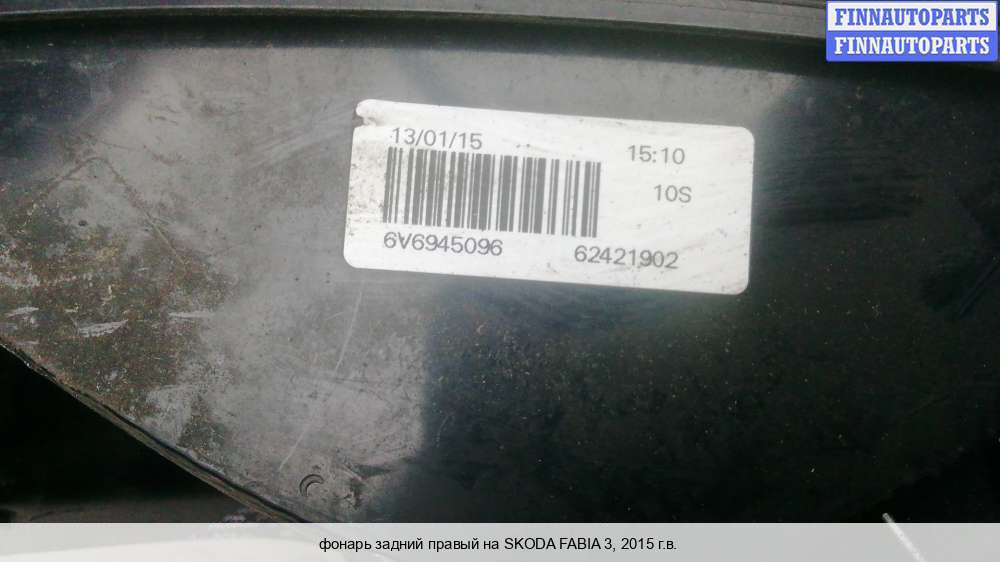 FINNAUTOPARTS
FINNAUTOPARTS
13/01/15
15:10
10S
6V6945096
62421902
фонарь задний правый на SKODA FABIA 3, 2015 г.в.